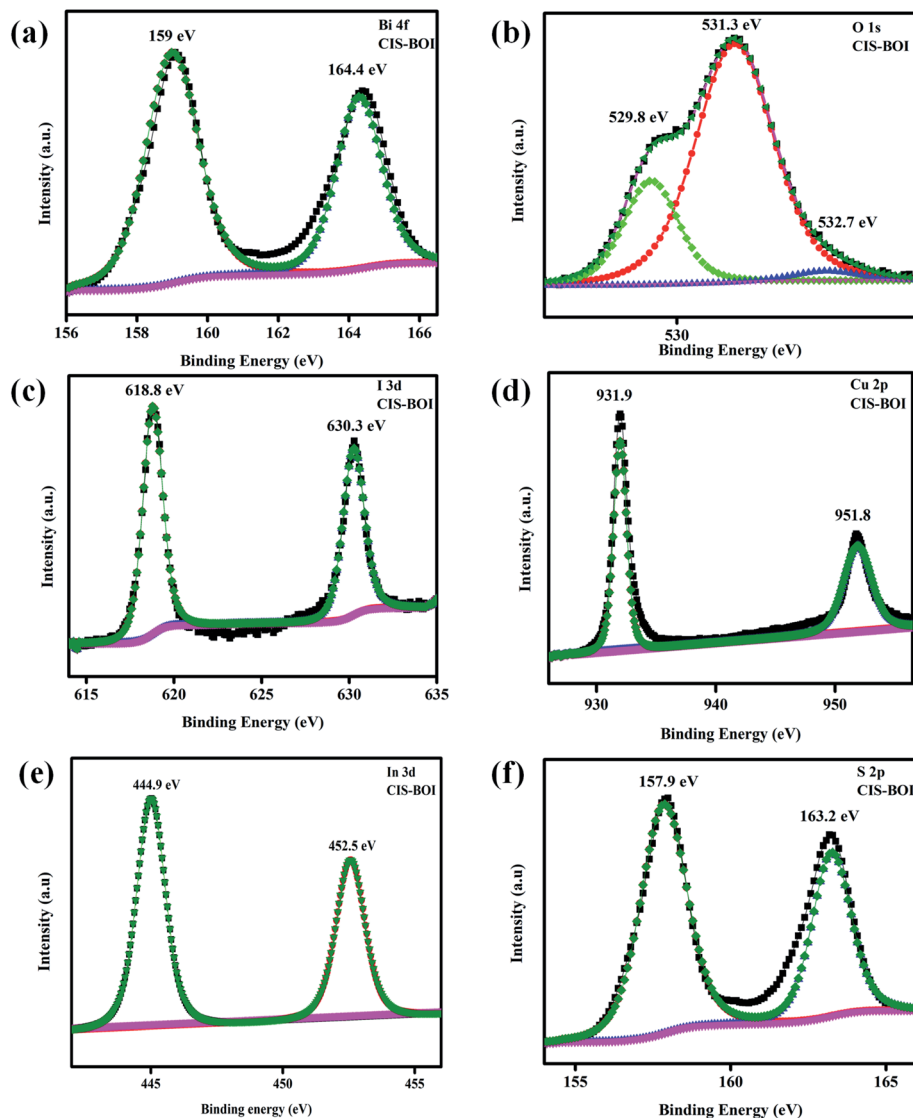 (a)
Bi 4f
CIS-BOI
159 eV
164.4 eV
Intensity (a.u.)
156 158 160 162 164 166
Binding Energy (eV)
(b)
O 1s
CIS-BOI
531.3 eV
529.8 eV
532.7 eV
Intensity (a.u.)
530
Binding Energy (eV)
(c)
I 3d
CIS-BOI
618.8 eV
630.3 eV
Intensity (a.u.)
615 620 625 630 635
Binding Energy (eV)
(d)
Cu 2p
CIS-BOI
931.9
951.8
Intensity (a.u.)
930 940 950
Binding Energy (eV)
(e)
In 3d
CIS-BOI
444.9 eV
452.5 eV
Intensity (a.u.)
445 450 455
Binding energy (eV)
(f)
S 2p
CIS-BOI
157.9 eV
163.2 eV
Intensity (a.u)
155 160 165
Binding Energy (eV)